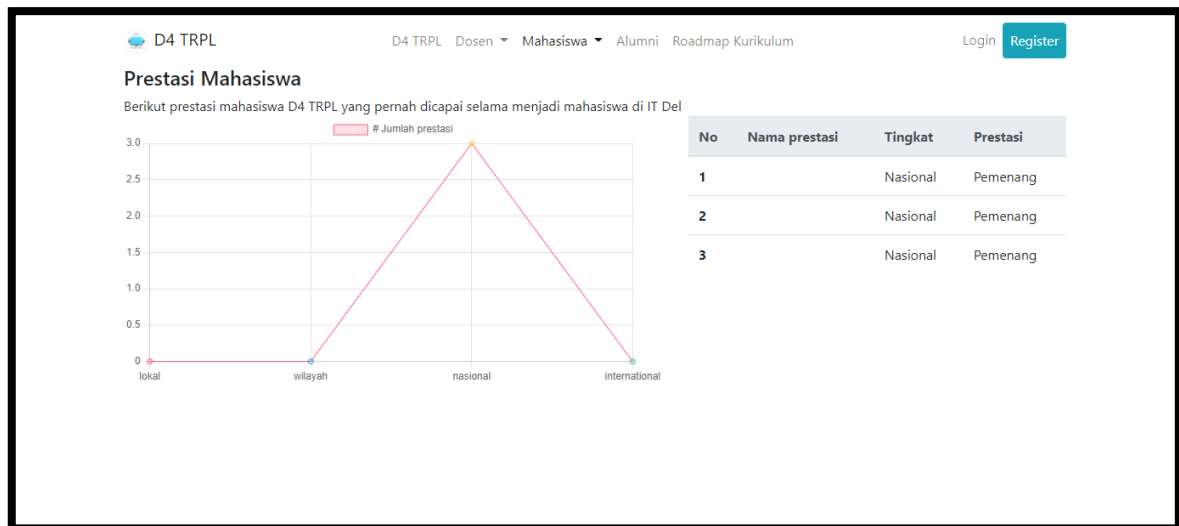 D4 TRPL
D4 TRPL Dosen Mahasiswa Alumni Roadmap Kurikulum
Login Register
Prestasi Mahasiswa
Berikut prestasi mahasiswa D4 TRPL yang pernah dicapai selama menjadi mahasiswa di IT Del
# Jumlah prestasi
3.0
2.5
2.0
1.5
1.0
0.5
0
lokal wilayah nasional international
No Nama prestasi Tingkat Prestasi
1 Nasional Pemenang
2 Nasional Pemenang
3 Nasional Pemenang